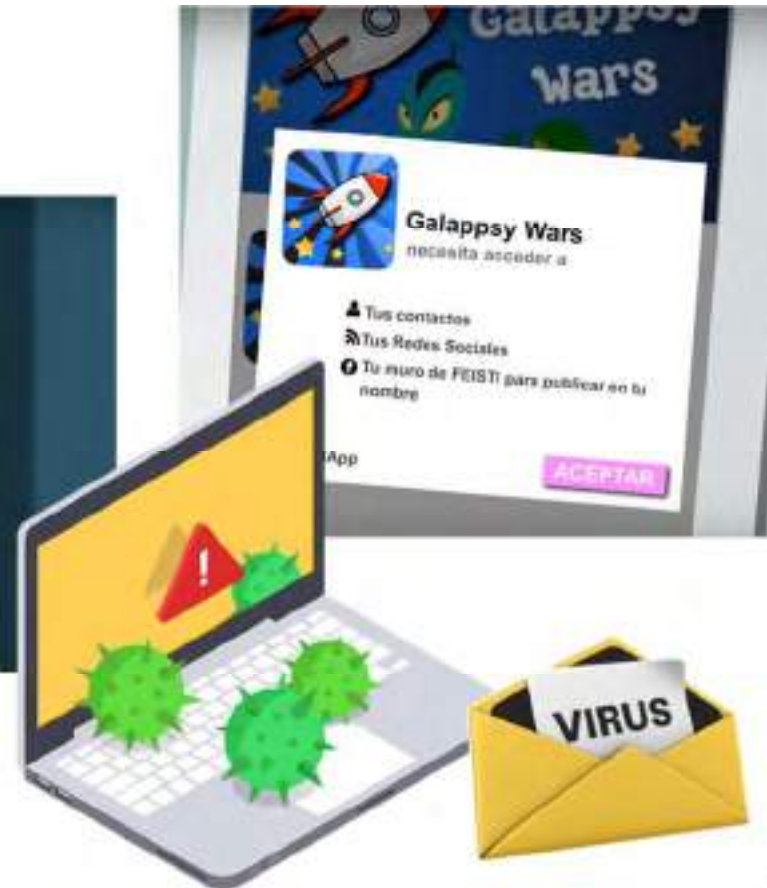 Galappsy
Wars
Galappsy Wars
necesita acceder a
Tus contactos
Tus Redes Sociales
Tu muro de FEISTI para publicar en tu
nombre
App
ACEPTAR
!
VIRUS